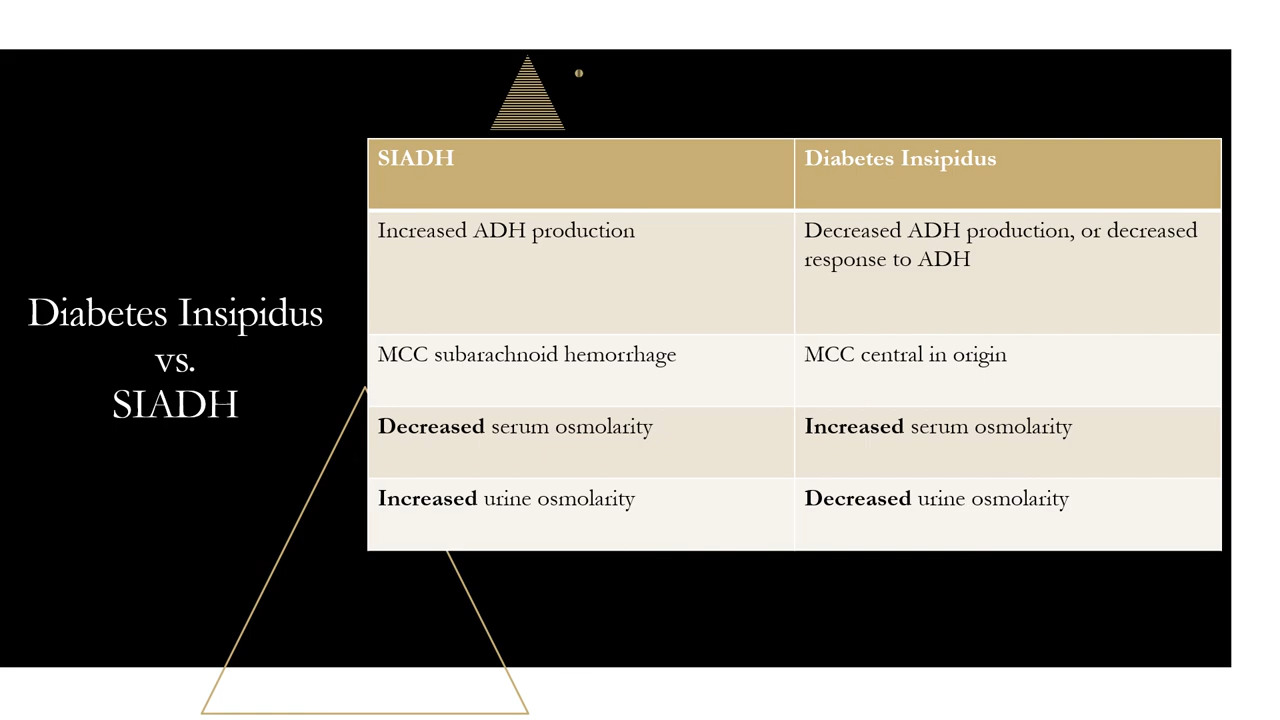 Diabetes Insipidus
vs.
SIADH
SIADH
Diabetes Insipidus
Increased ADH production
Decreased ADH production, or decreased
response to ADH
MCC subarachnoid hemorrhage
MCC central in origin
Decreased serum osmolarity
Increased serum osmolarity
Increased urine osmolarity
Decreased urine osmolarity